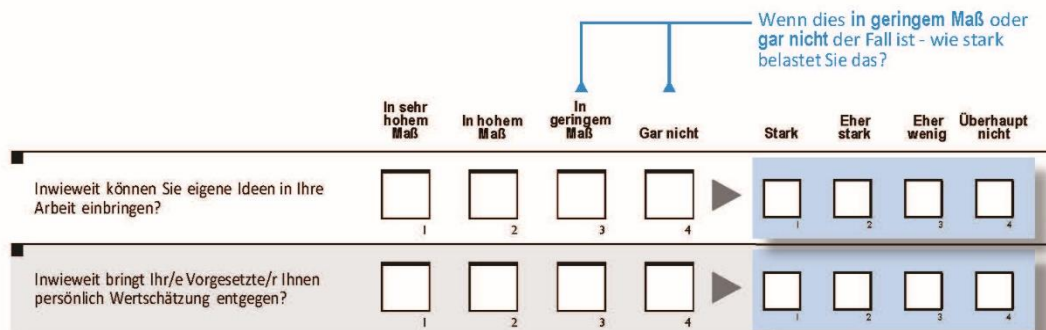 Wenn dies in geringem Maß oder
gar nicht der Fall ist - wie stark
belastet Sie das?
In sehr hohem Maß In hohem Maß In geringem Maß Gar nicht Stark Eher stark Eher wenig Überhaupt nicht
Inwieweit können Sie eigene Ideen in Ihre
Arbeit einbringen?
1 2 3 4 1 2 3 4
Inwieweit bringt Ihr/e Vorgesetzte/r Ihnen
persönlich Wertschätzung entgegen?
1 2 3 4 1 2 3 4